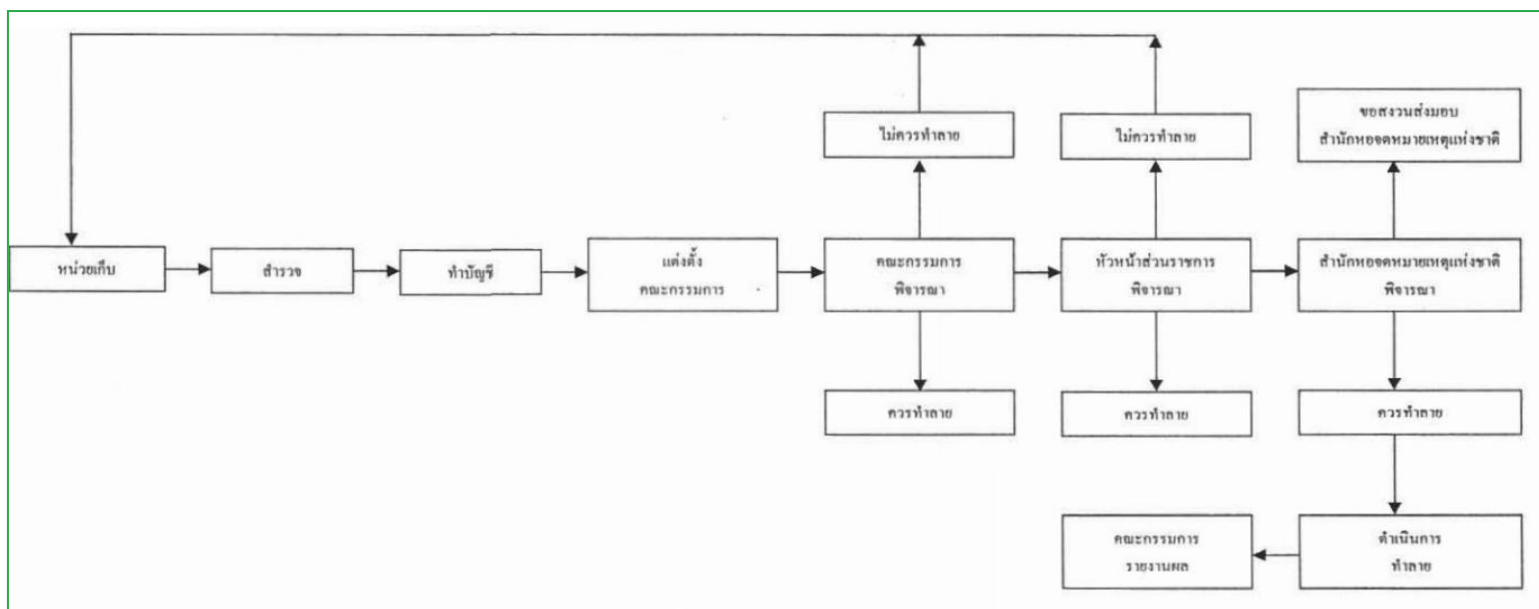 ขอสงวนส่งมอบ
สำนักหอจดหมายเหตุแห่งชาติ
ไม่ควรทำลาย
ไม่ควรทำลาย
หน่วยเก็บ
สำรวจ
ทำบัญชี
แต่งตั้ง
คณะกรรมการ
คณะกรรมการ
พิจารณา
หัวหน้าส่วนราชการ
พิจารณา
สำนักหอจดหมายเหตุแห่งชาติ
พิจารณา
ควรทำลาย
ควรทำลาย
ควรทำลาย
คณะกรรมการ
รายงานผล
ดำเนินการ
ทำลาย